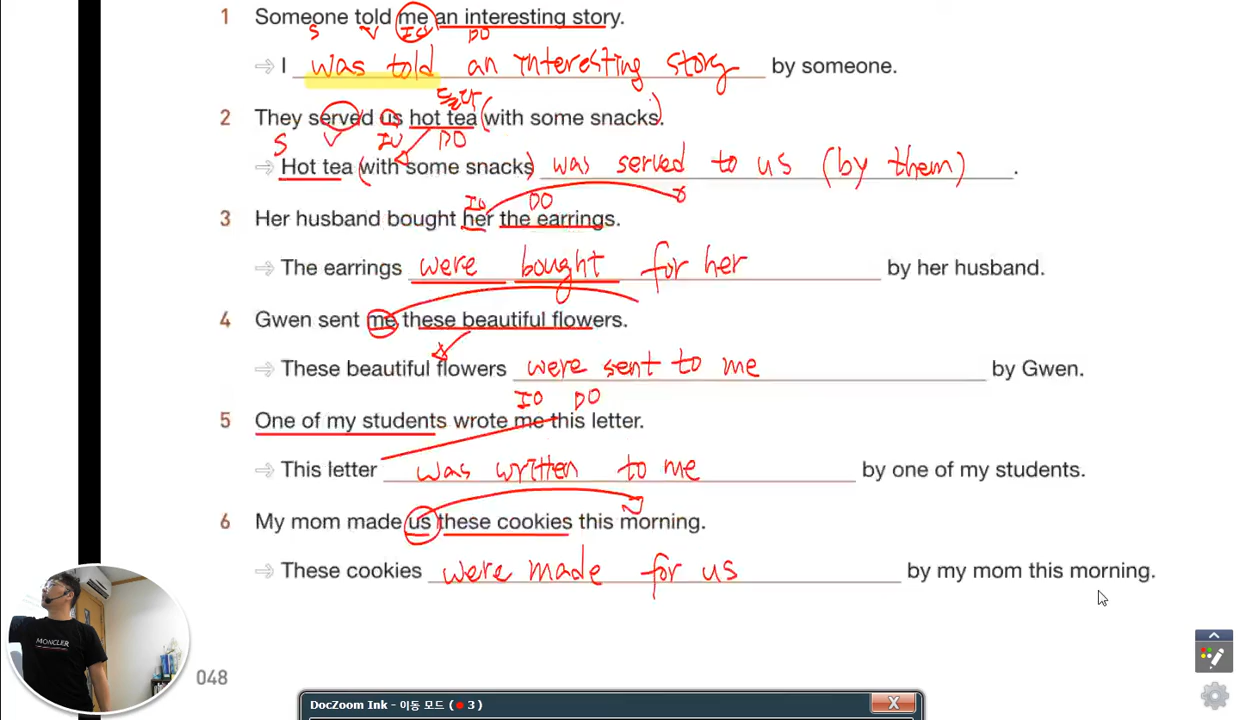 1 Someone told me an interesting story.
S V IO DO
⇒ I was told an interesting story by someone.
2 They served us hot tea (with some snacks).
S V IO DO
⇒ Hot tea (with some snacks) was served to us (by them).
IO DO
3 Her husband bought her the earrings.
⇒ The earrings were bought for her by her husband.
4 Gwen sent me these beautiful flowers.
⇒ These beautiful flowers were sent to me by Gwen.
IO DO
5 One of my students wrote me this letter.
⇒ This letter was written to me by one of my students.
6 My mom made us these cookies this morning.
⇒ These cookies were made for us by my mom this morning.
MONCLER
048
DocZoom Ink - 이동 모드 ( 3 )